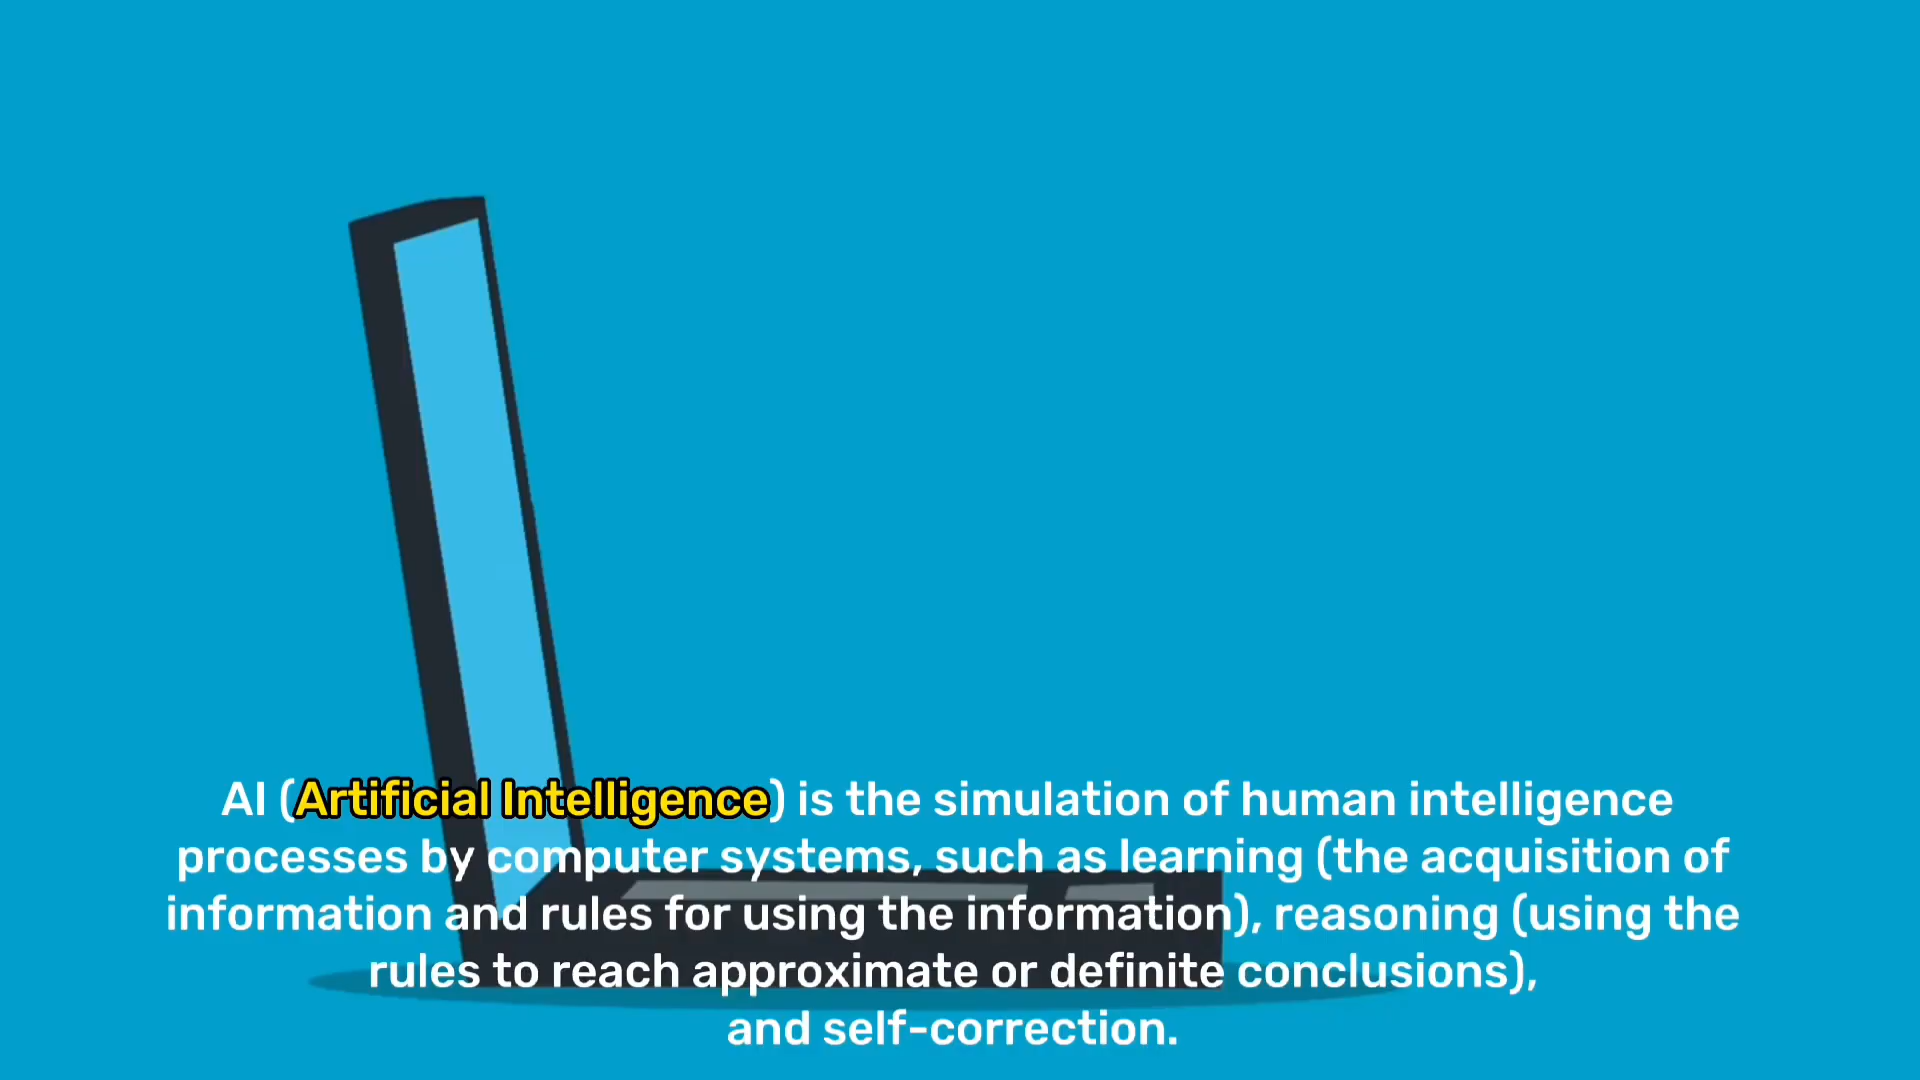 AI (Artificial Intelligence) is the simulation of human intelligence
processes by computer systems, such as learning (the acquisition of
information and rules for using the information), reasoning (using the
rules to reach approximate or definite conclusions),
and self-correction.